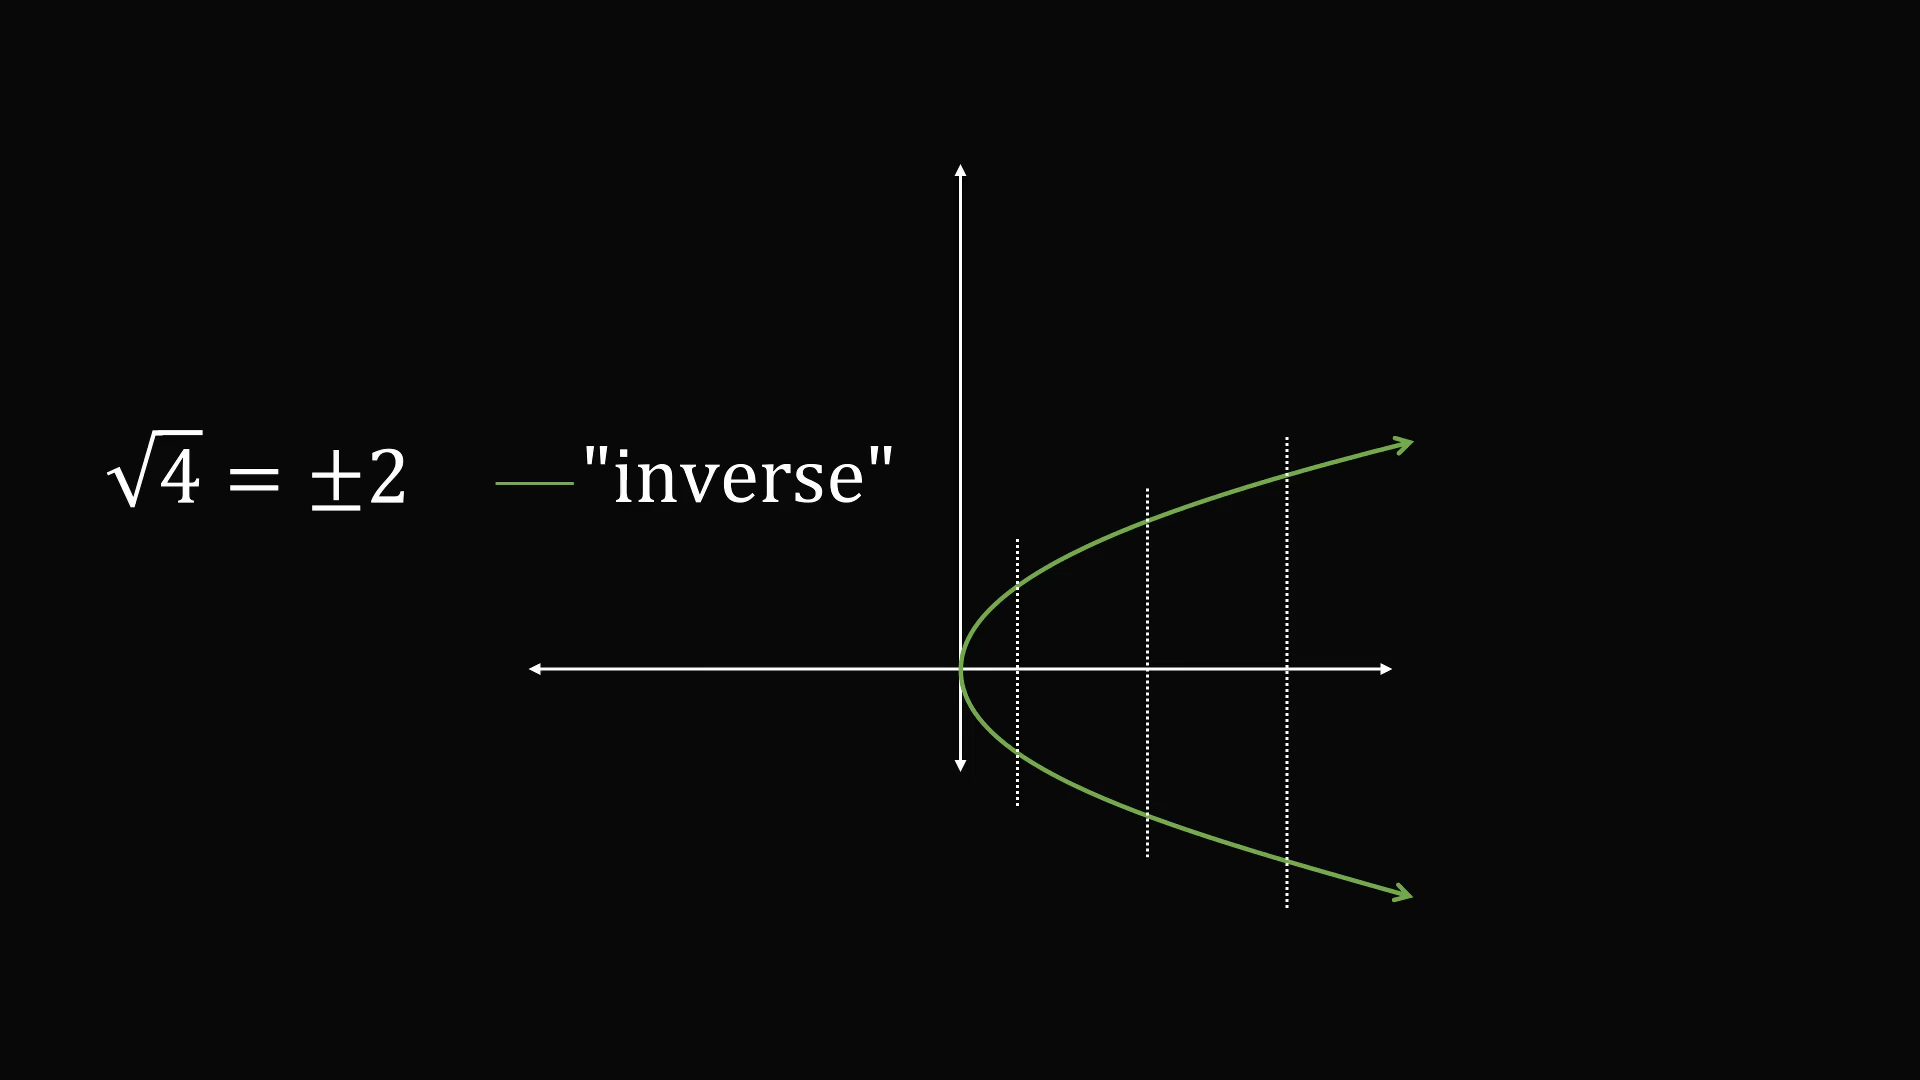 √4 = ±2 "inverse"